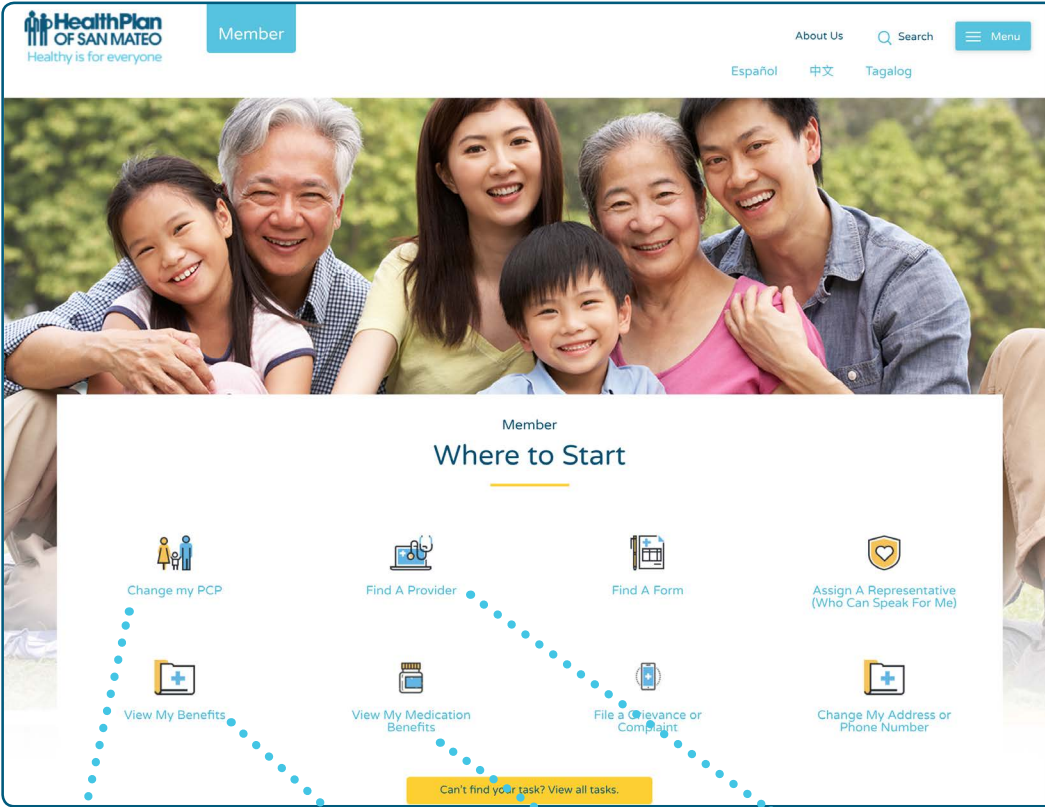 HealthPlan
OF SAN MATEO
Healthy is for everyone
Member
About Us
Search
Menu
Español
中文
Tagalog
Member
Where to Start
Change my PCP
Find A Provider
Find A Form
Assign A Representative
(Who Can Speak For Me)
View My Benefits
View My Medication
Benefits
File a Grievance or
Complaint
Change My Address or
Phone Number
Can't find your task? View all tasks.